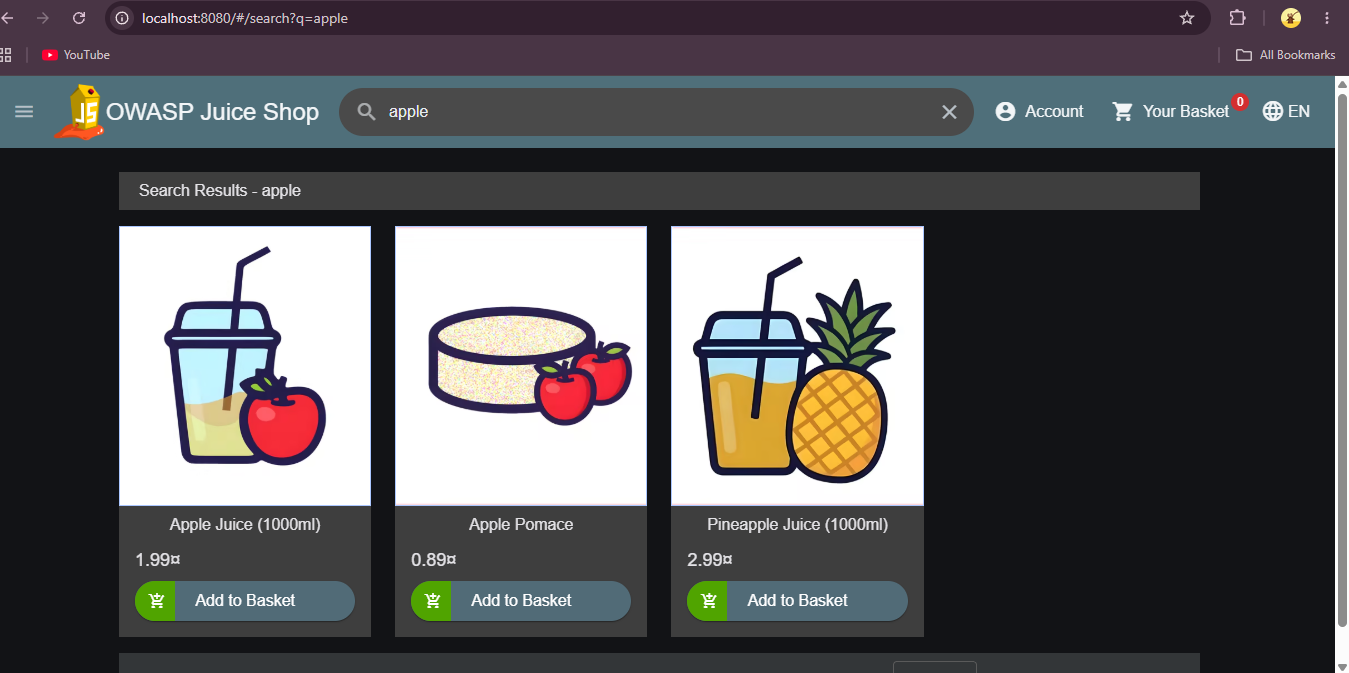 localhost:8080/#/search?q=apple
YouTube
All Bookmarks
JS
OWASP Juice Shop
apple
Account
Your Basket
0
EN
Search Results - apple
Apple Juice (1000ml)
1.99¤
Add to Basket
Apple Pomace
0.89¤
Add to Basket
Pineapple Juice (1000ml)
2.99¤
Add to Basket